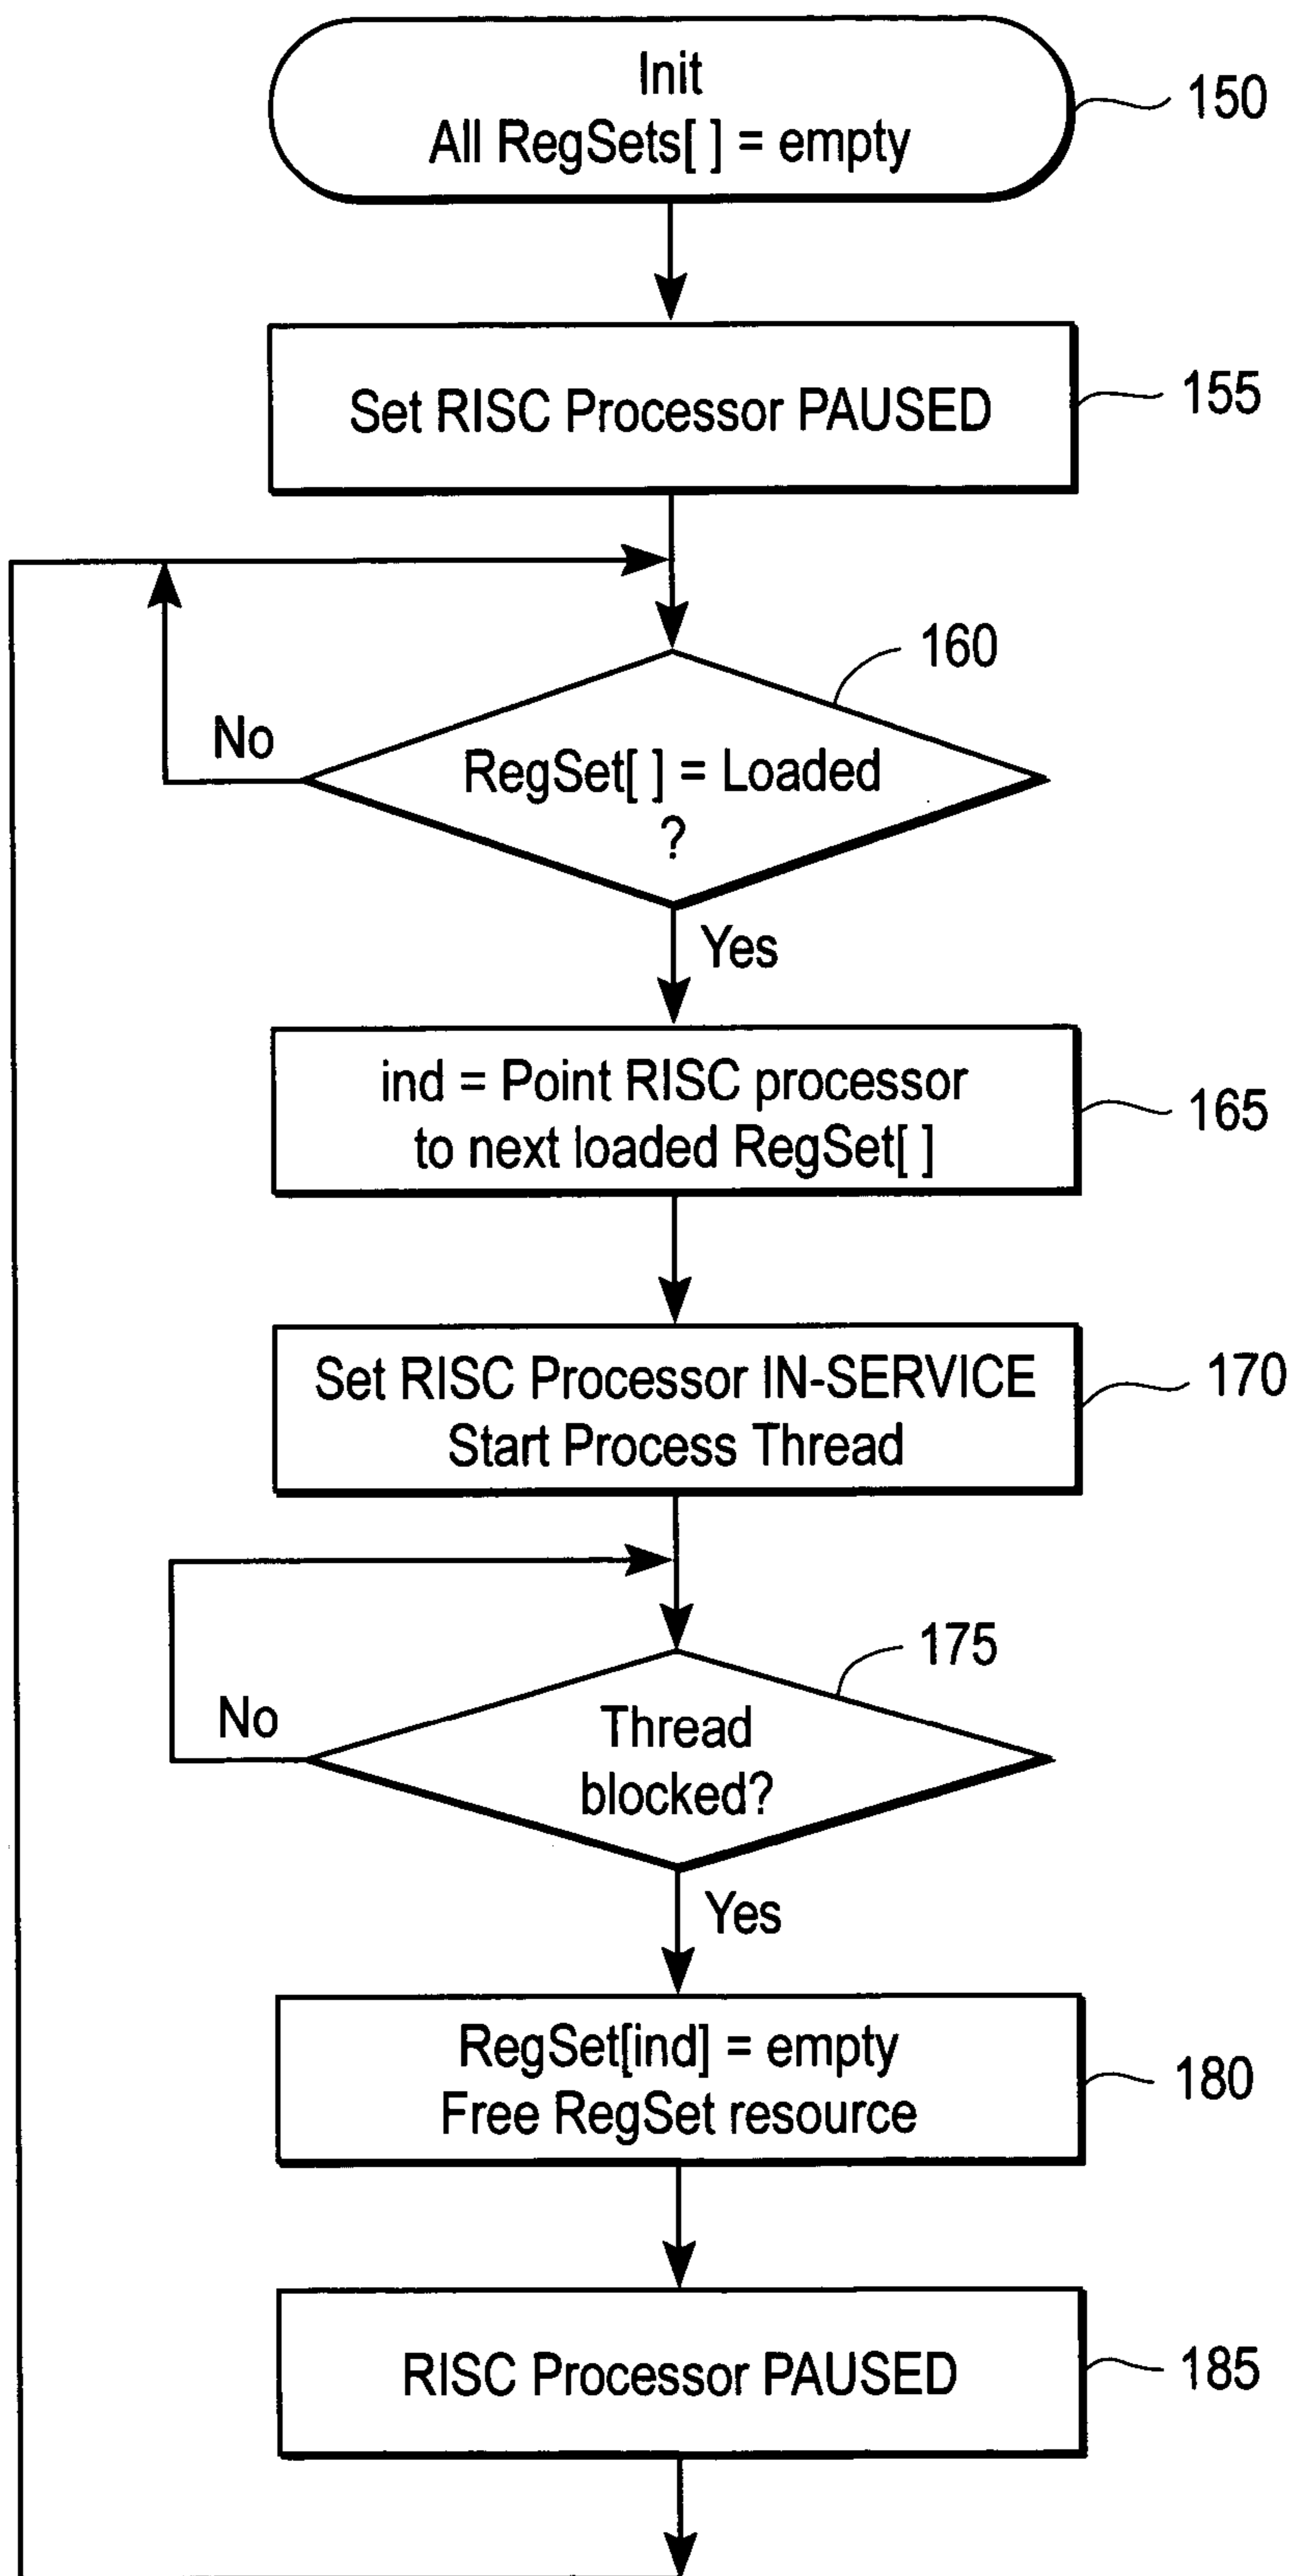 Init
All RegSets[ ] = empty
150
Set RISC Processor PAUSED
155
160
No
RegSet[ ] = Loaded
?
Yes
ind = Point RISC processor
to next loaded RegSet[ ]
165
Set RISC Processor IN-SERVICE
Start Process Thread
170
175
No
Thread
blocked?
Yes
RegSet[ind] = empty
Free RegSet resource
180
RISC Processor PAUSED
185